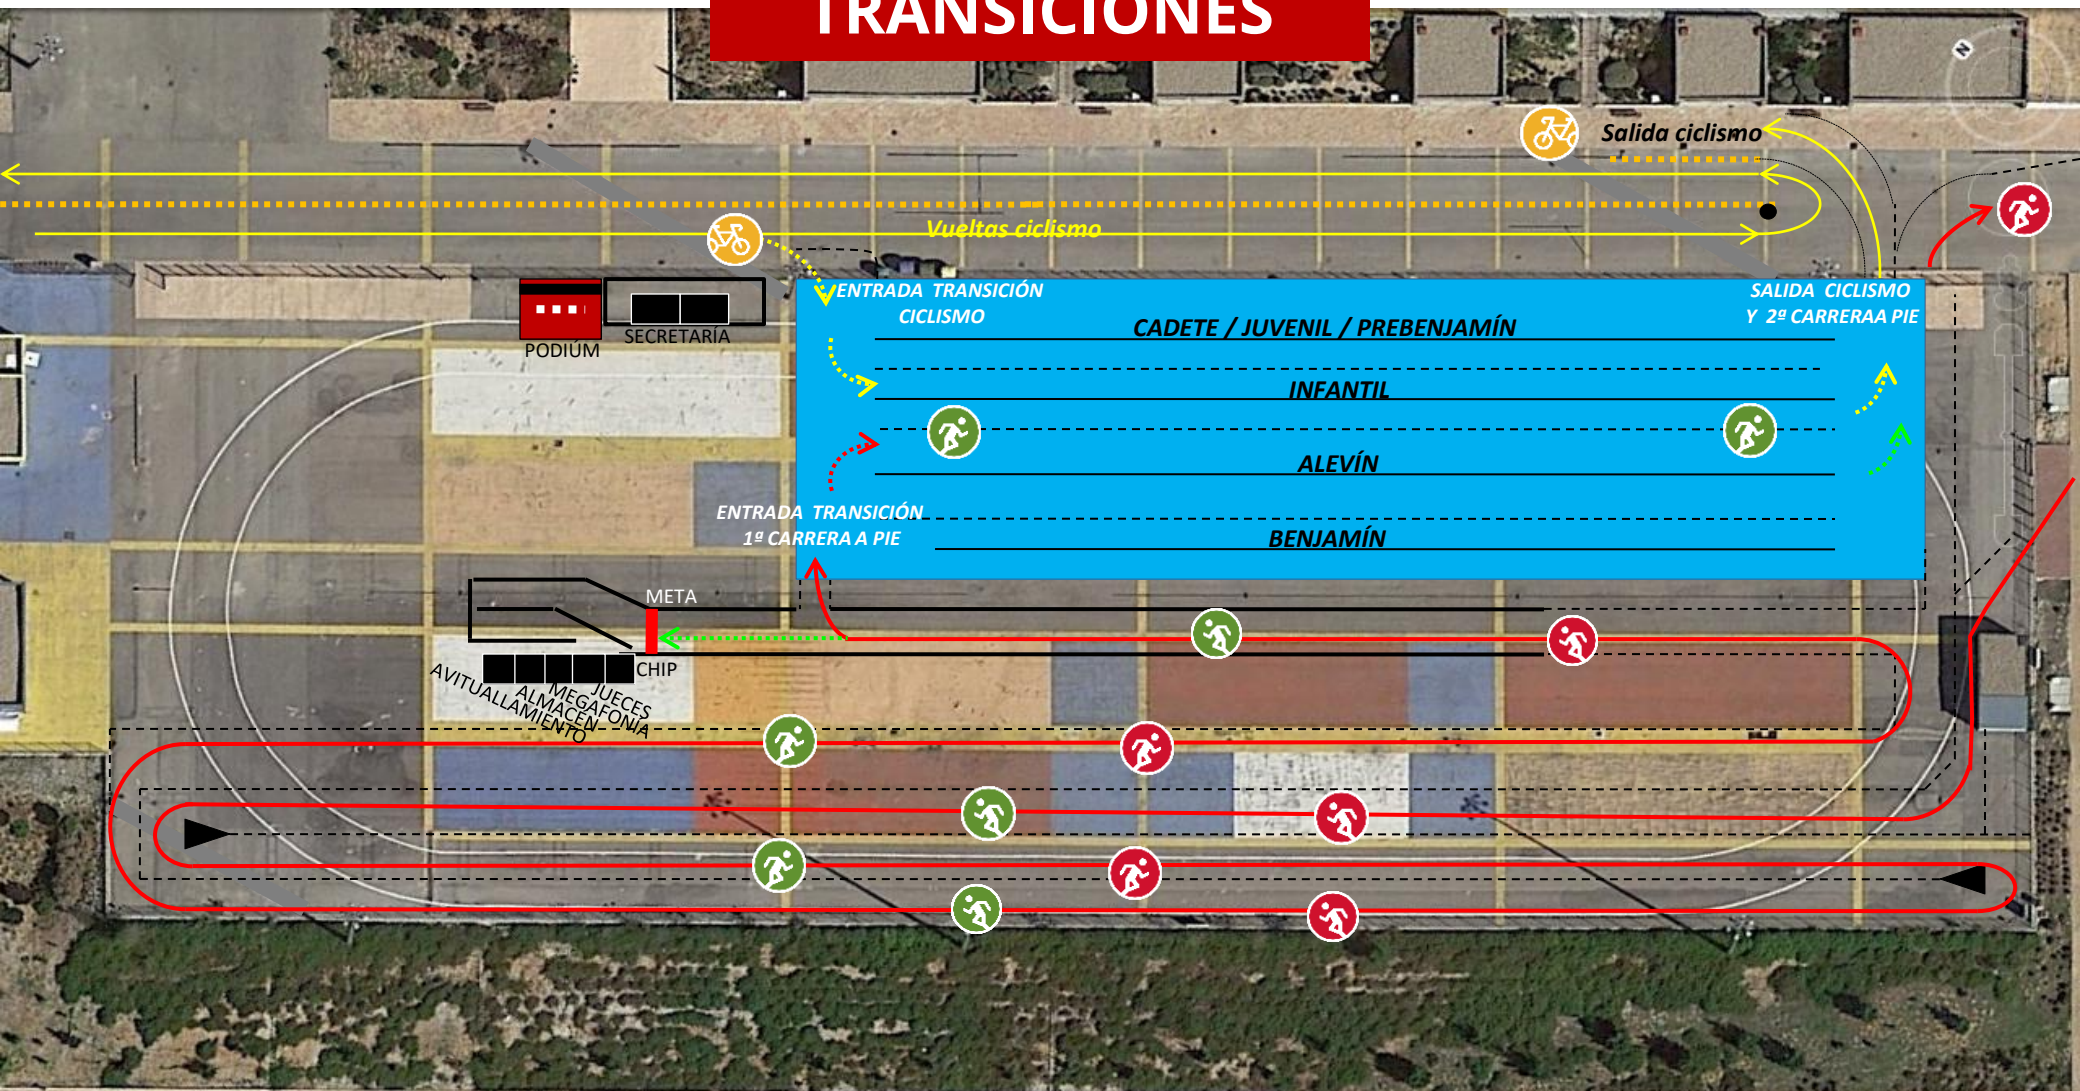 TRANSICIONES
N
Salida ciclismo
Vueltas ciclismo
ENTRADA TRANSICIÓN
CICLISMO
SALIDA CICLISMO
Y 2ª CARRERAA PIE
CADETE / JUVENIL / PREBENJAMÍN
PODIÚM
SECRETARÍA
INFANTIL
ALEVÍN
ENTRADA TRANSICIÓN
1ª CARRERA A PIE
BENJAMÍN
META
CHIP
JUECES
MEGAFONÍA
ALMACÉN
AVITUALLAMIENTO